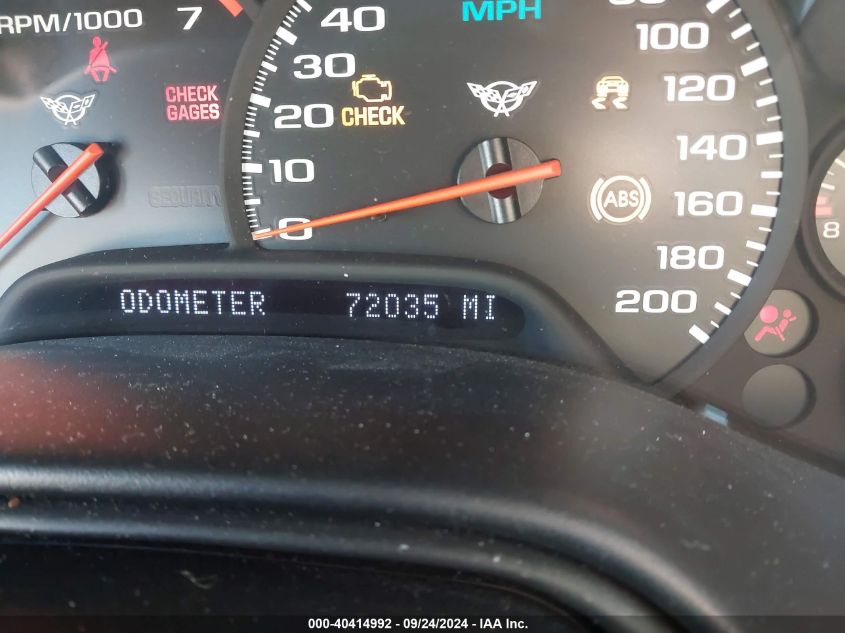 RPM/1000 7
40 MPH
100
30
CHECK
GAGES
20 CHECK
120
10
140
SECURITY
ABS
0
160
8
180
ODOMETER 72035 MI
200
000-40414992 - 09/24/2024 - IAA Inc.